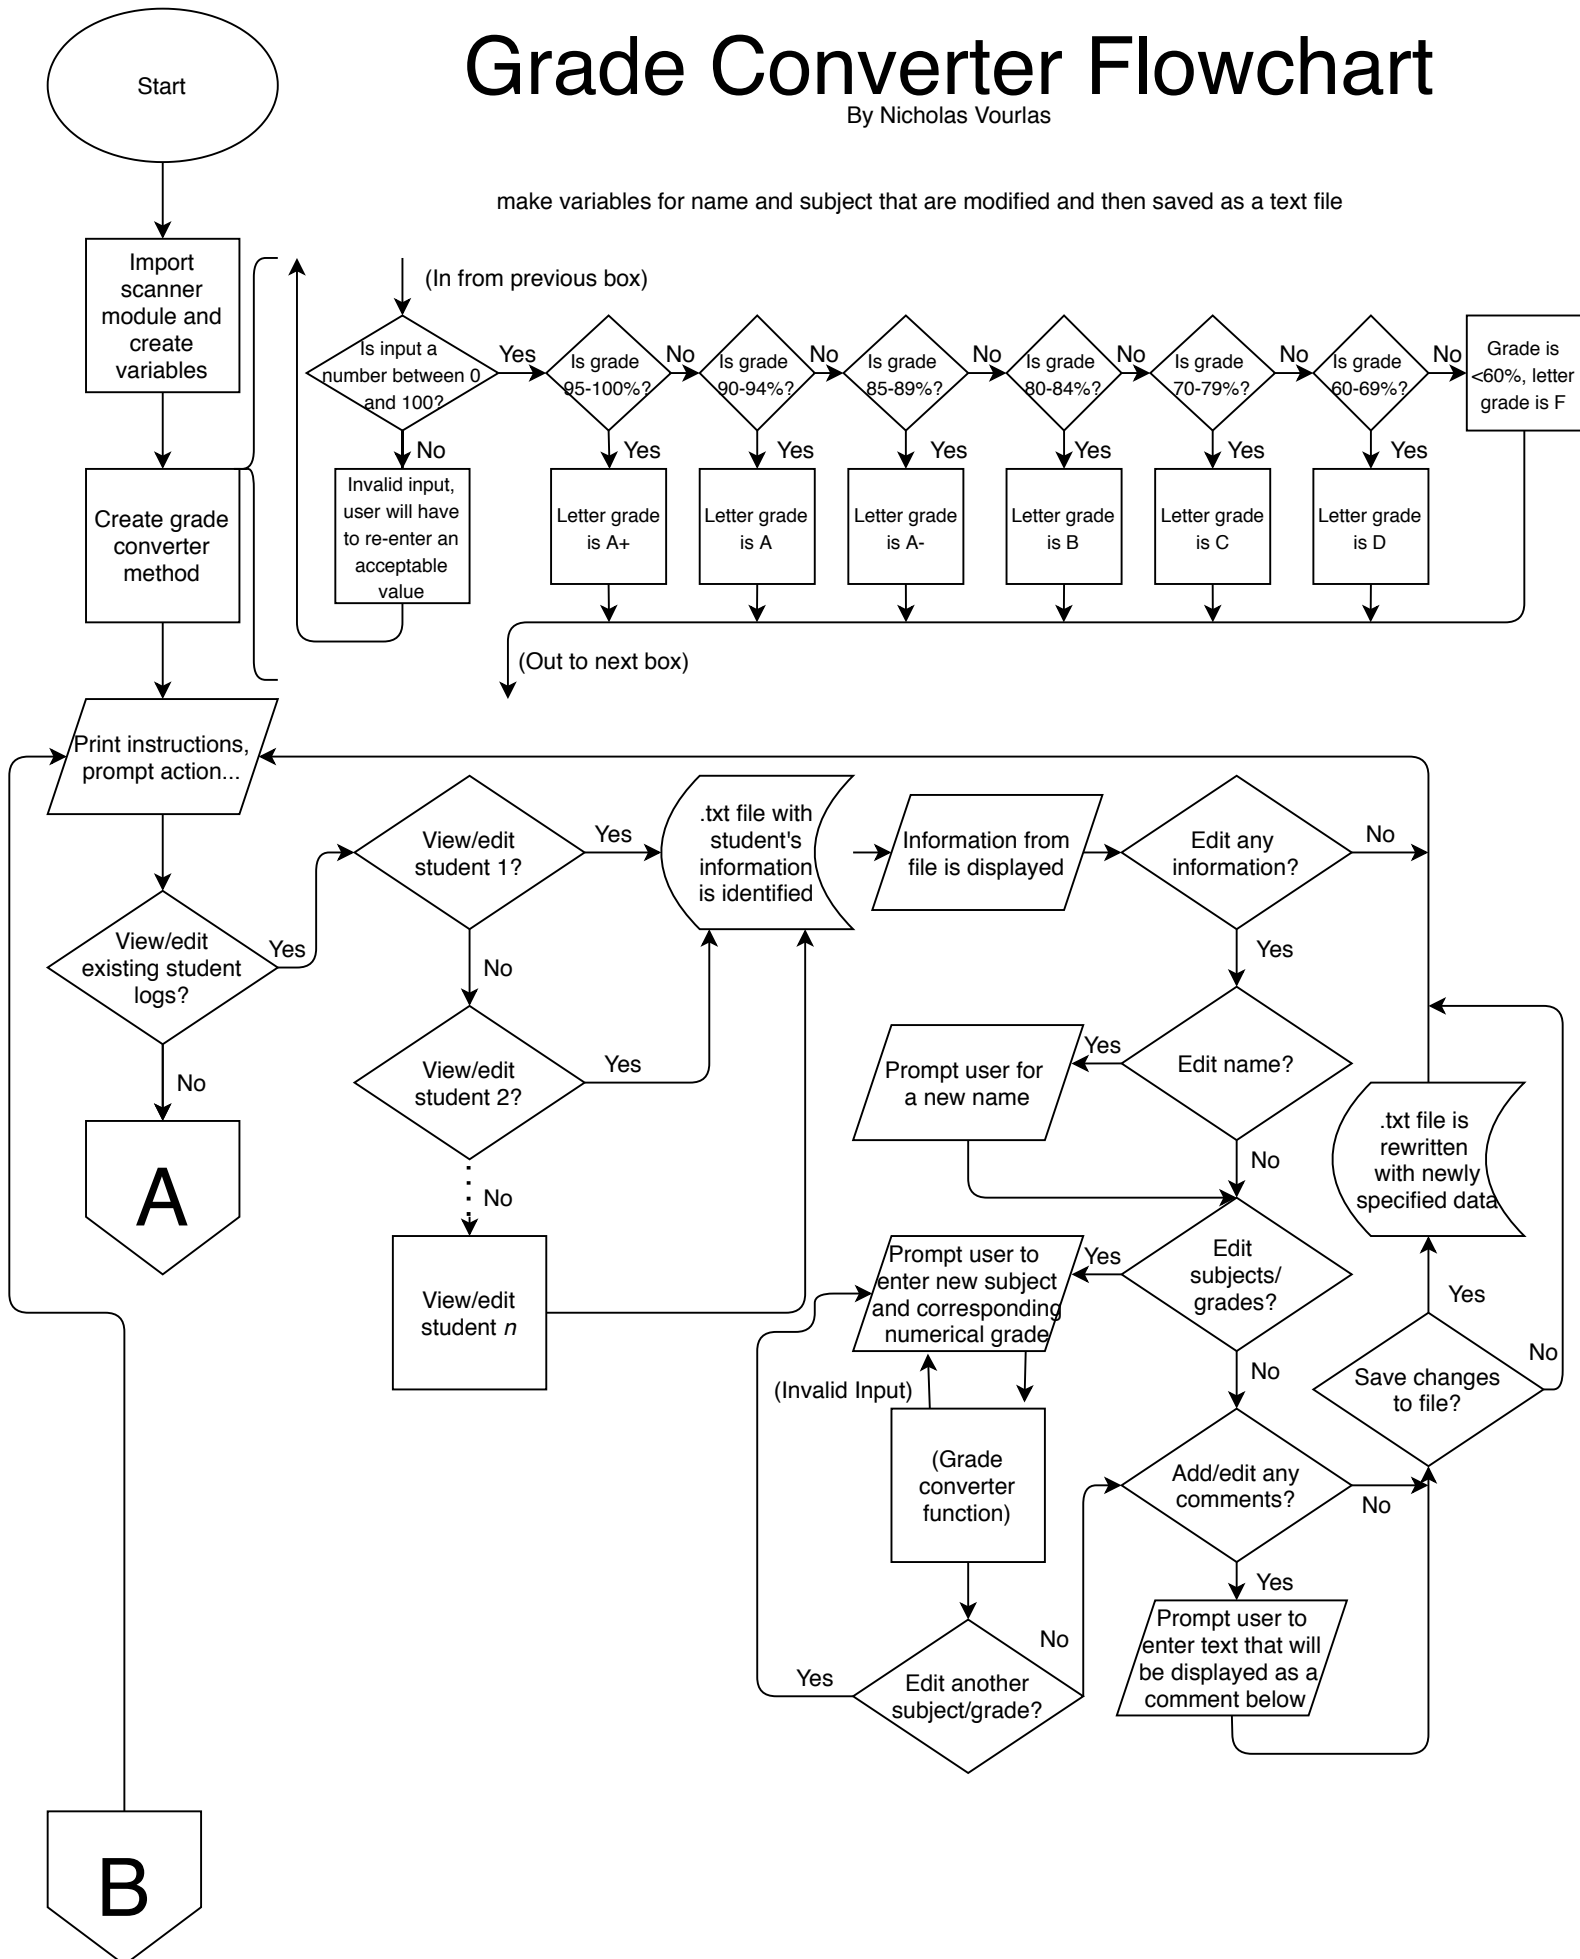 Grade Converter Flowchart
By Nicholas Vourlas
Start
make variables for name and subject that are modified and then saved as a text file
Import
scanner
module and
create
variables
(In from previous box)
Is input a
number between 0
and 100?
Yes
Is grade
95-100%?
No
Is grade
90-94%?
No
Is grade
85-89%?
No
Is grade
80-84%?
No
Is grade
70-79%?
No
Is grade
60-69%?
No
Grade is
<60%, letter
grade is F
No
Yes
Yes
Yes
Yes
Yes
Yes
Create grade
converter
method
Invalid input,
user will have
to re-enter an
acceptable
value
Letter grade
is A+
Letter grade
is A
Letter grade
is A-
Letter grade
is B
Letter grade
is C
Letter grade
is D
(Out to next box)
Print instructions,
prompt action...
View/edit
student 1?
Yes
.txt file with
student's
information
is identified
Information from
file is displayed
Edit any
information?
No
View/edit
existing student
logs?
Yes
No
Yes
No
A
View/edit
student 2?
Yes
No
View/edit
student n
Edit name?
Yes
Prompt user for
a new name
No
.txt file is
rewritten
with newly
specified data
Edit
subjects/
grades?
Yes
Prompt user to
enter new subject
and corresponding
numerical grade
Yes
No
No
Save changes
to file?
(Invalid Input)
(Grade
converter
function)
Add/edit any
comments?
No
Yes
Prompt user to
enter text that will
be displayed as a
comment below
No
Yes
Edit another
subject/grade?
B